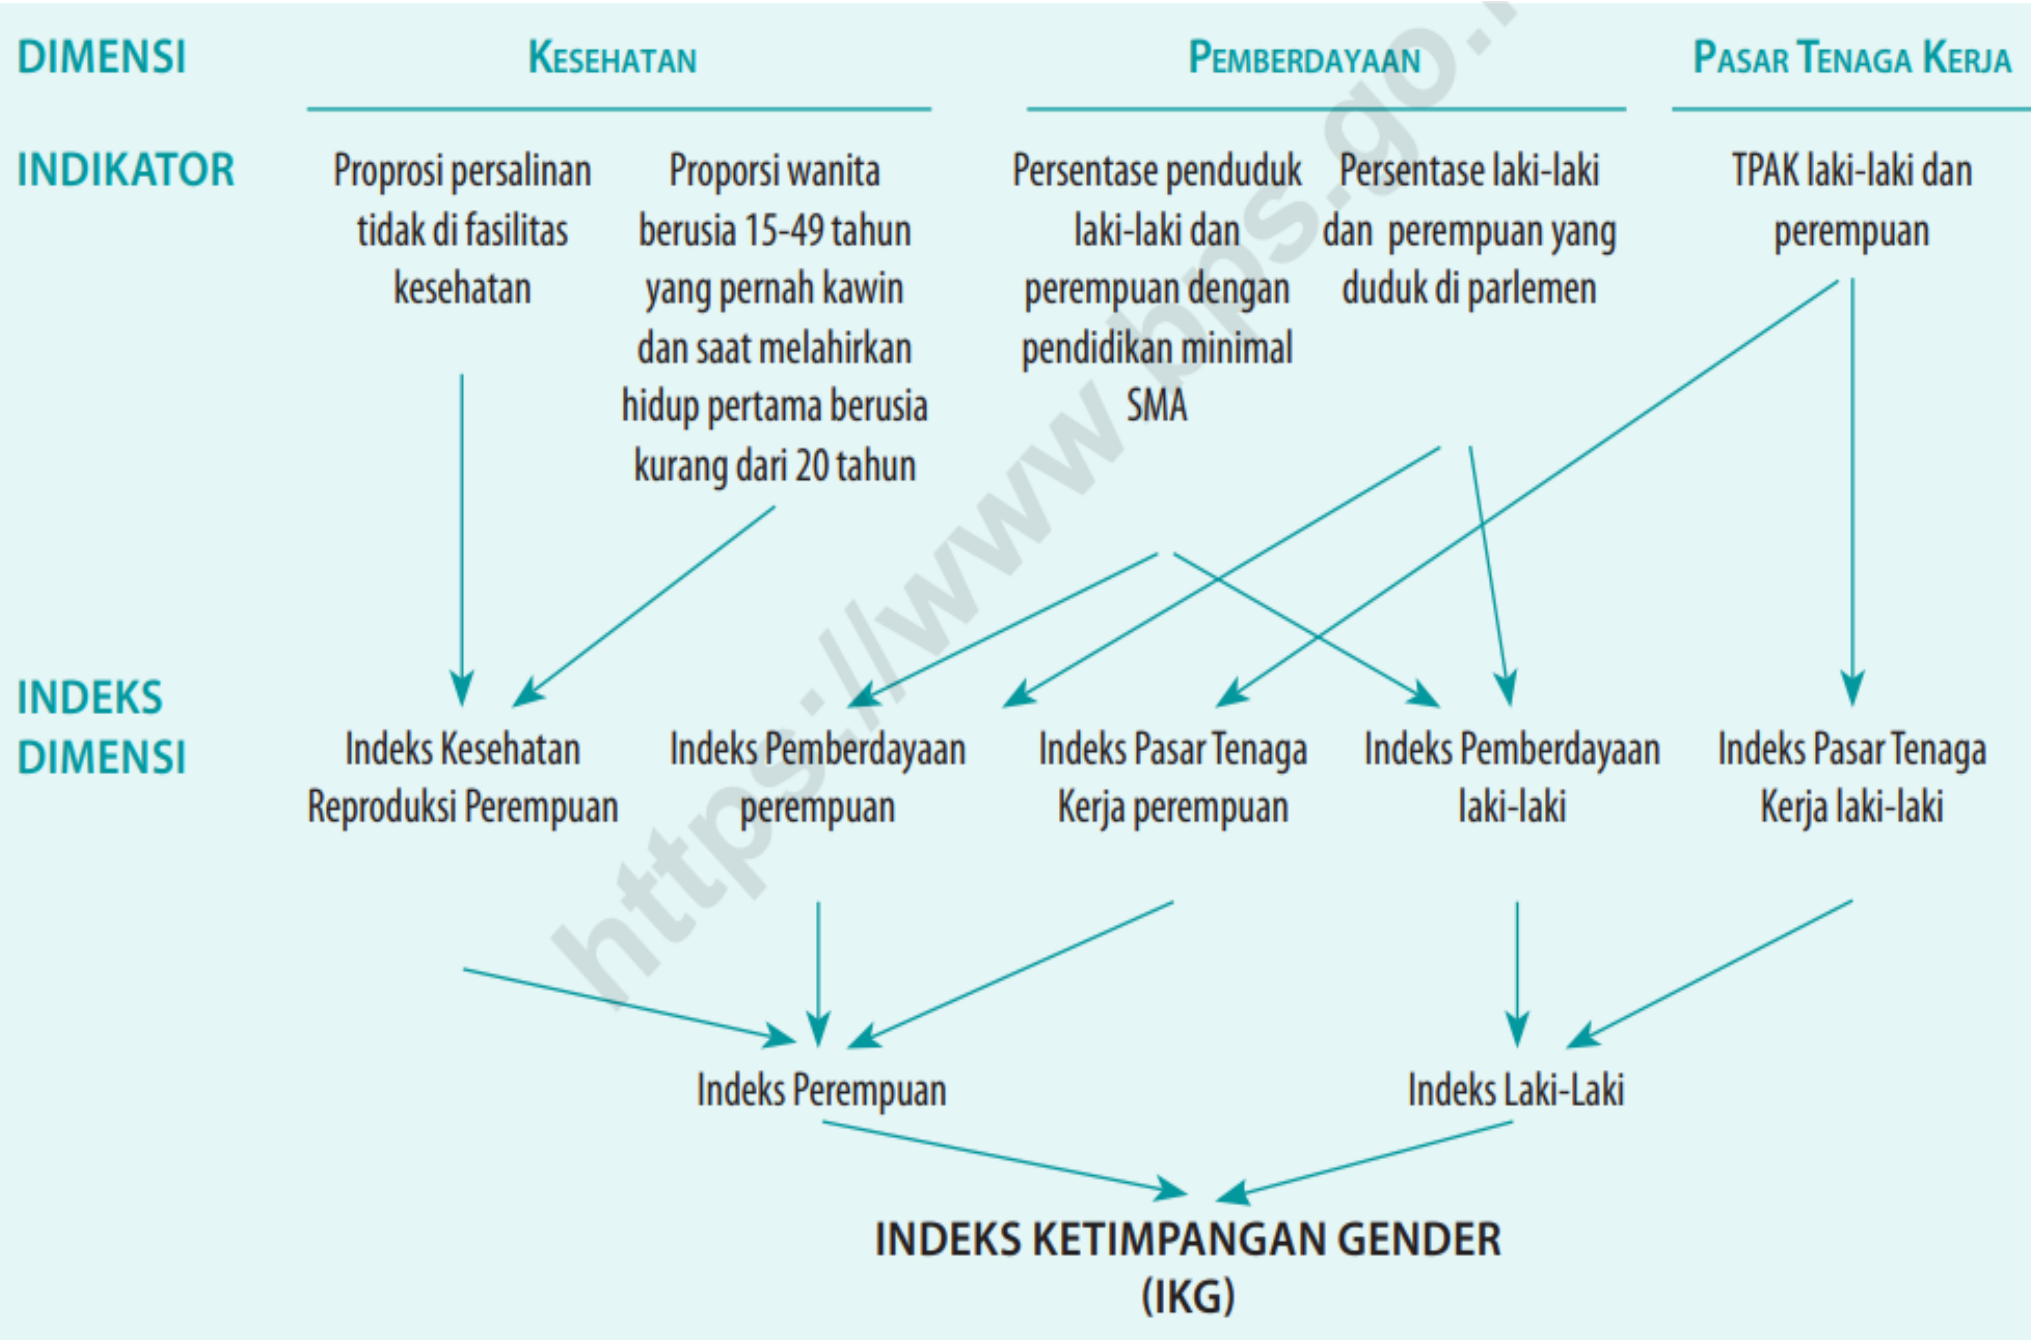 DIMENSI
KESEHATAN
PEMBERDAYAAN
PASAR TENAGA KERJA
INDIKATOR
Proprosi persalinan
tidak di fasilitas
kesehatan
Proporsi wanita
berusia 15-49 tahun
yang pernah kawin
dan saat melahirkan
hidup pertama berusia
kurang dari 20 tahun
Persentase penduduk
laki-laki dan
perempuan dengan
pendidikan minimal
SMA
Persentase laki-laki
dan perempuan yang
duduk di parlemen
TPAK laki-laki dan
perempuan
INDEKS
DIMENSI
Indeks Kesehatan
Reproduksi Perempuan
Indeks Pemberdayaan
perempuan
Indeks Pasar Tenaga
Kerja perempuan
Indeks Pemberdayaan
laki-laki
Indeks Pasar Tenaga
Kerja laki-laki
Indeks Perempuan
Indeks Laki-Laki
INDEKS KETIMPANGAN GENDER
(IKG)
https://www.bps.go.